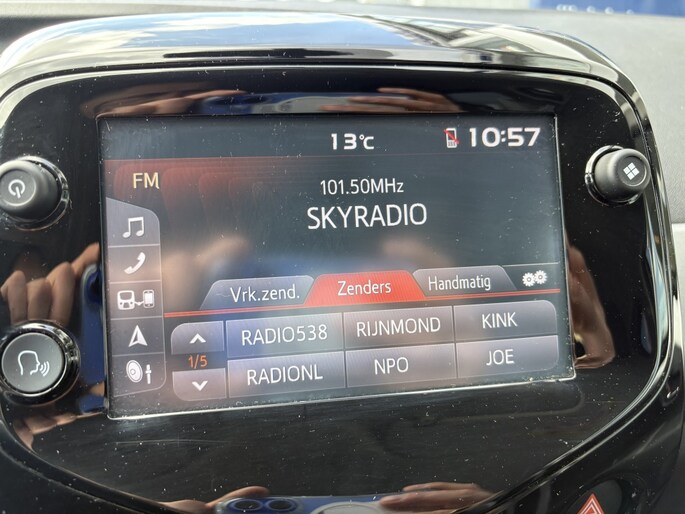 13°C
10:57
FM
101.50MHz
SKYRADIO
Vrk.zend. Zenders Handmatig
1/5
RADIO538 RIJNMOND KINK
RADIONL NPO JOE